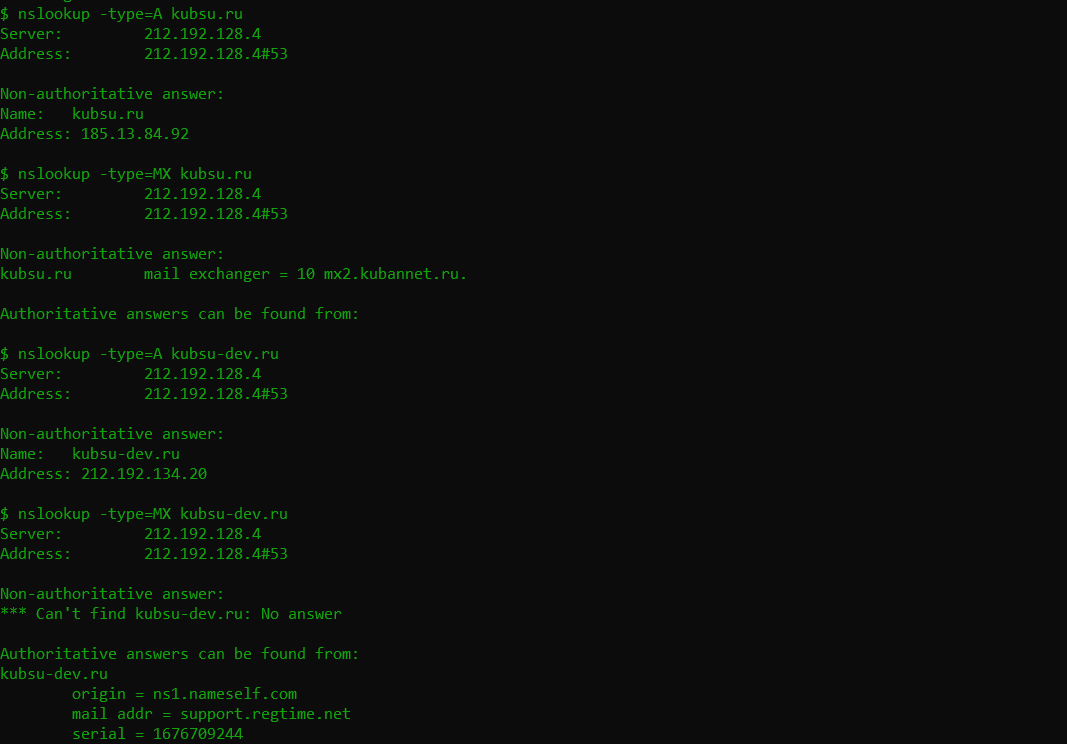 $ nslookup -type=A kubsu.ru
Server:         212.192.128.4
Address:        212.192.128.4#53
Non-authoritative answer:
Name:   kubsu.ru
Address: 185.13.84.92
$ nslookup -type=MX kubsu.ru
Server:         212.192.128.4
Address:        212.192.128.4#53
Non-authoritative answer:
kubsu.ru        mail exchanger = 10 mx2.kubannet.ru.
Authoritative answers can be found from:
$ nslookup -type=A kubsu-dev.ru
Server:         212.192.128.4
Address:        212.192.128.4#53
Non-authoritative answer:
Name:   kubsu-dev.ru
Address: 212.192.134.20
$ nslookup -type=MX kubsu-dev.ru
Server:         212.192.128.4
Address:        212.192.128.4#53
Non-authoritative answer:
*** Can't find kubsu-dev.ru: No answer
Authoritative answers can be found from:
kubsu-dev.ru
        origin = ns1.nameself.com
        mail addr = support.regtime.net
        serial = 1676709244